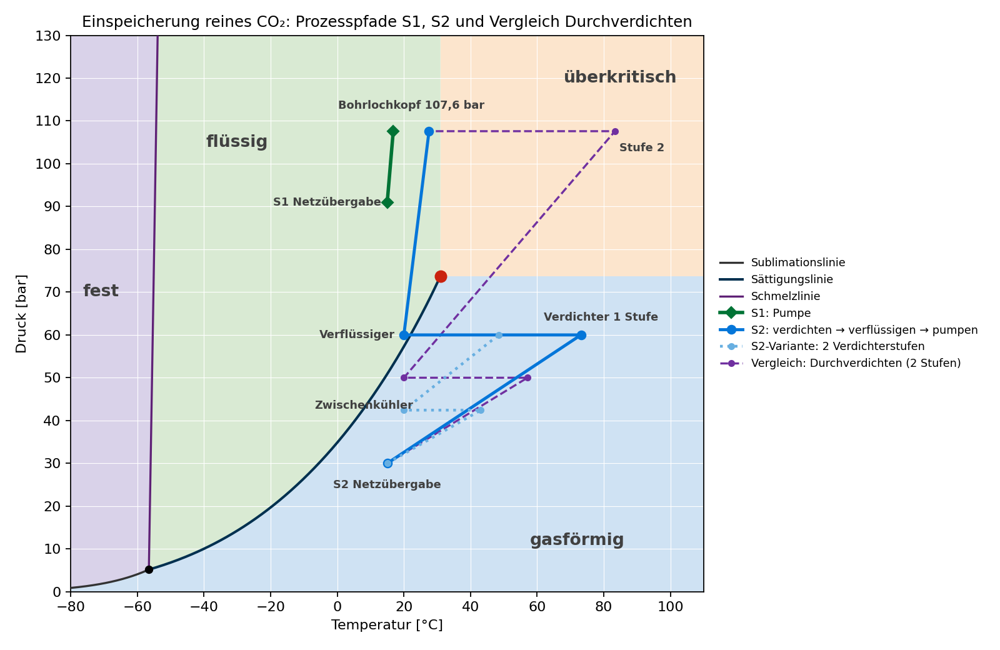 Einspeicherung reines CO₂: Prozesspfade S1, S2 und Vergleich Durchverdichten
130
120
110
100
90
80
70
60
50
40
30
20
10
0
Druck [bar]
überkritisch
Bohrlochkopf 107,6 bar
flüssig
Stufe 2
S1 Netzübergabe
fest
Verdichter 1 Stufe
Verflüssiger
Zwischenkühler
S2 Netzübergabe
gasförmig
−80
−60
−40
−20
0
20
40
60
80
100
Temperatur [°C]
Sublimationslinie
Sättigungslinie
Schmelzlinie
S1: Pumpe
S2: verdichten → verflüssigen → pumpen
S2-Variante: 2 Verdichterstufen
Vergleich: Durchverdichten (2 Stufen)